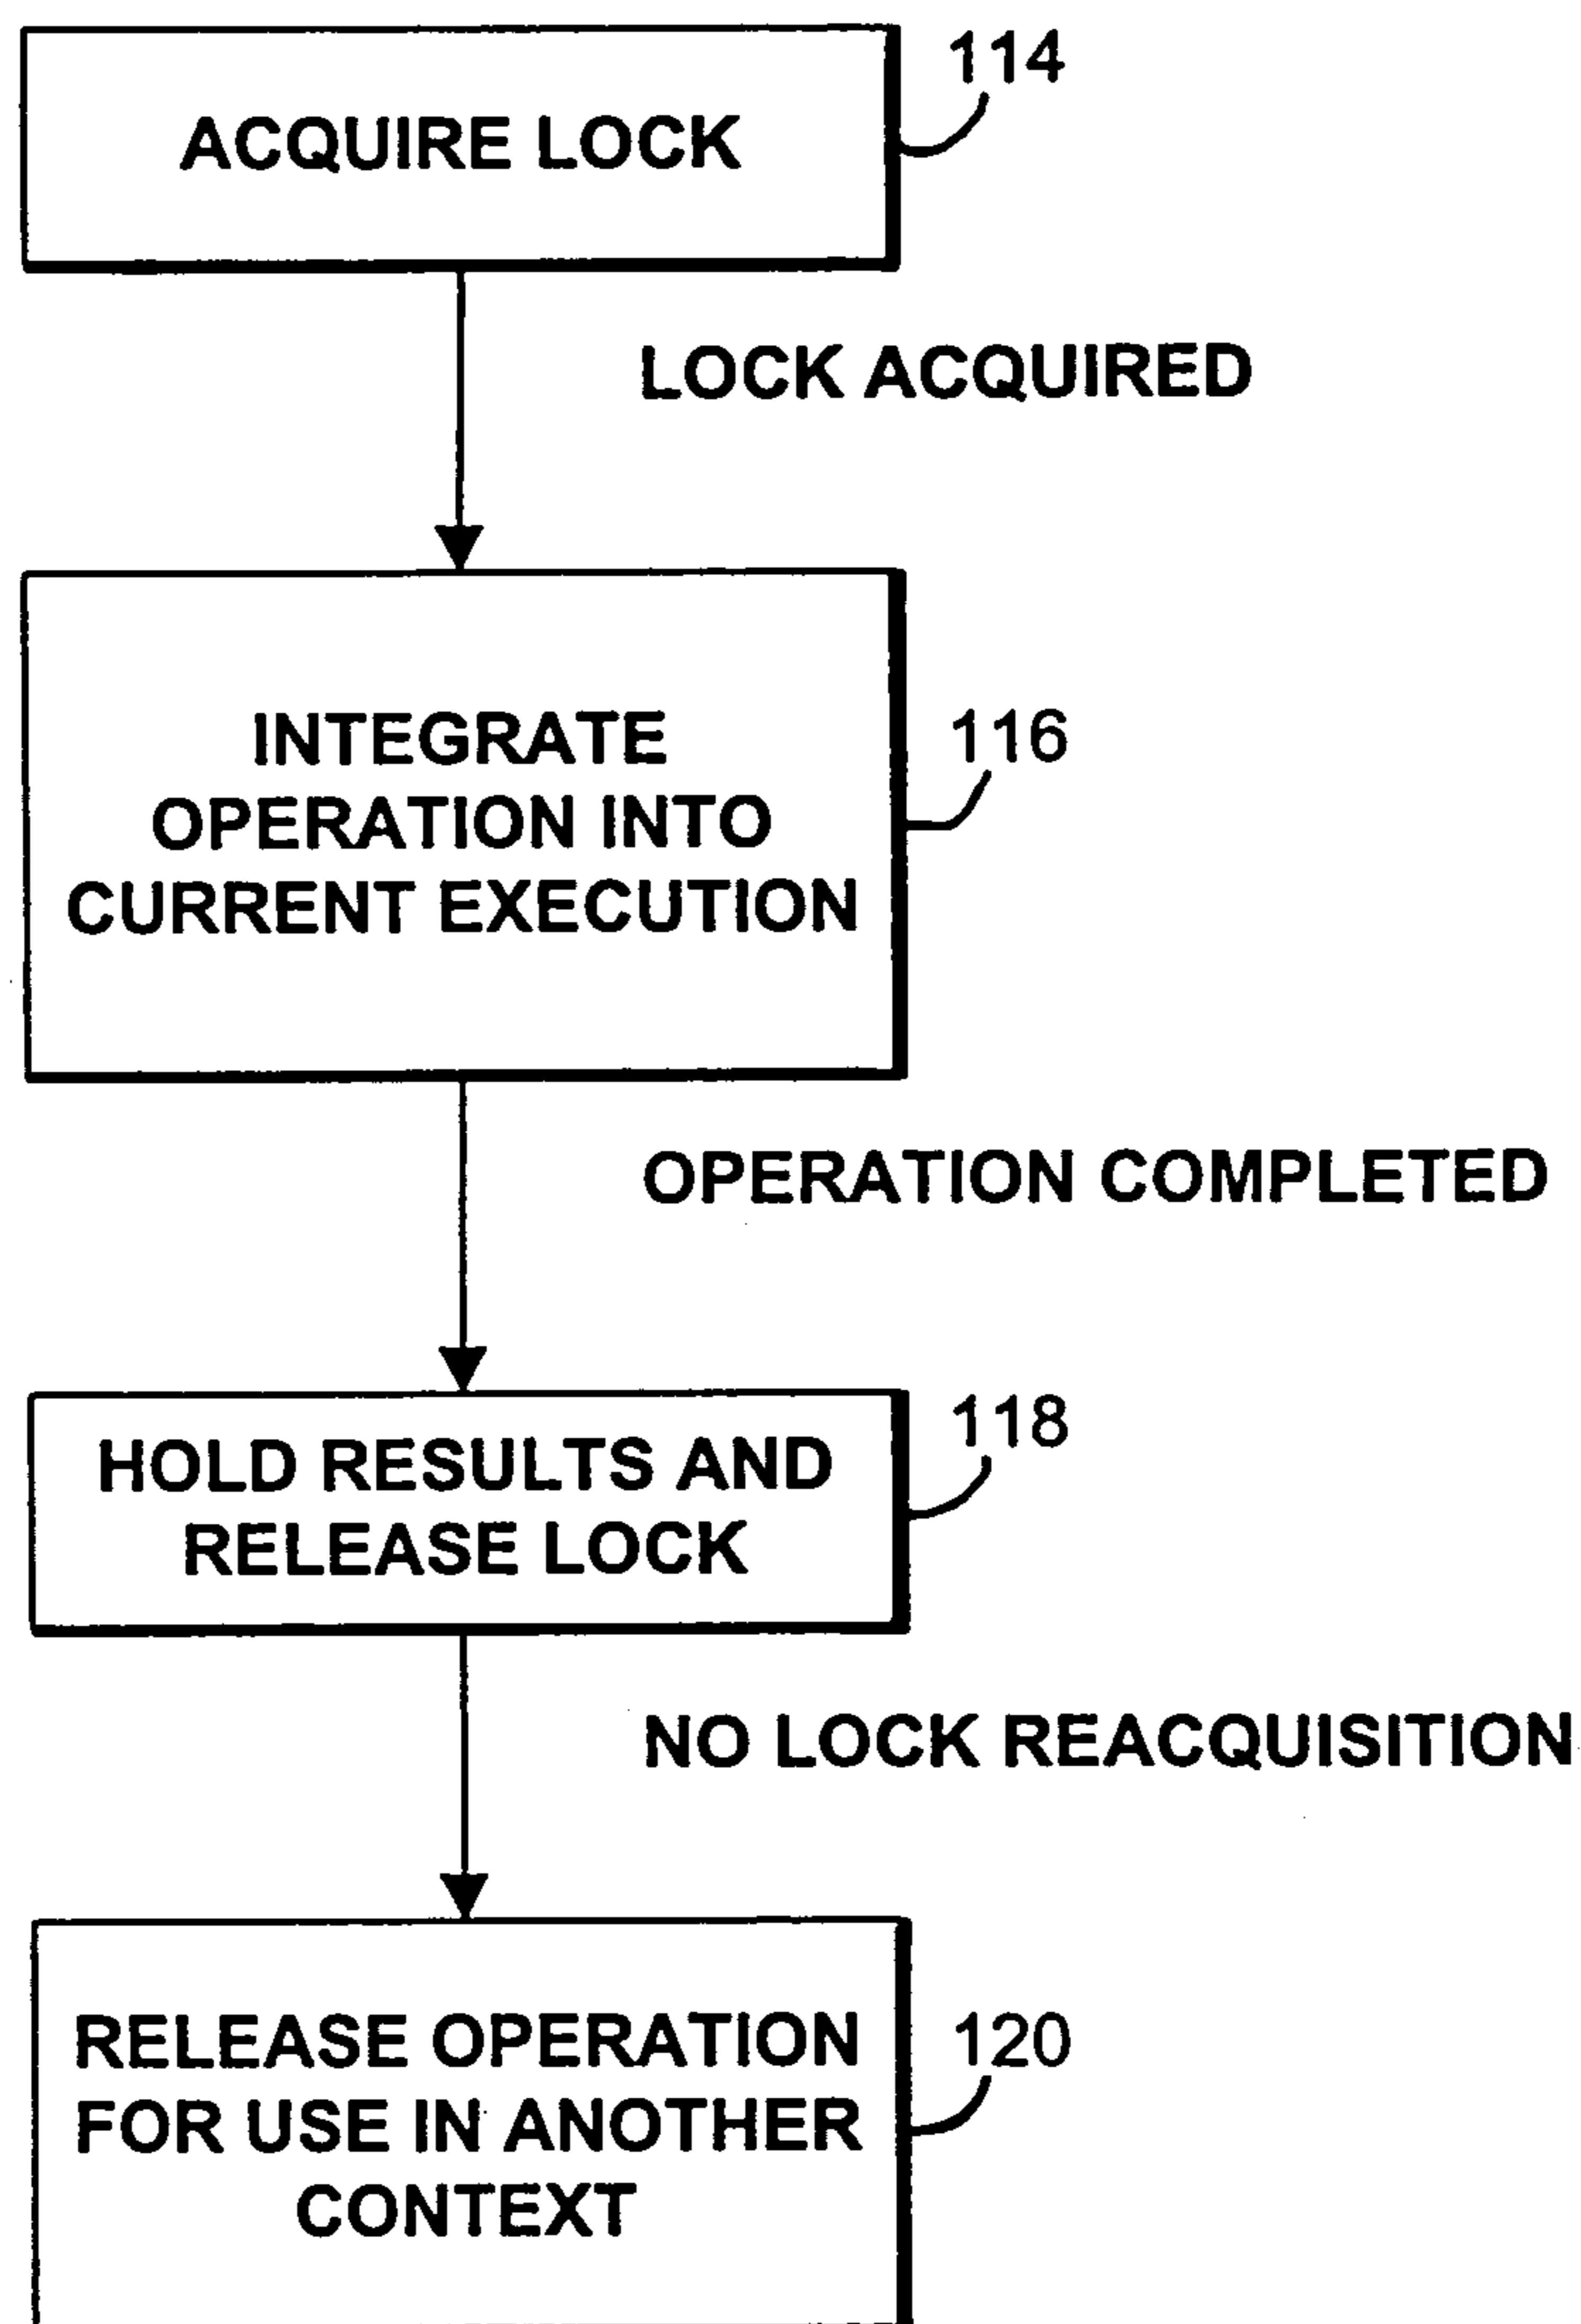 114
ACQUIRE LOCK
LOCK ACQUIRED
116
INTEGRATE
OPERATION INTO
CURRENT EXECUTION
OPERATION COMPLETED
118
HOLD RESULTS AND
RELEASE LOCK
NO LOCK REACQUISITION
120
RELEASE OPERATION
FOR USE IN ANOTHER
CONTEXT